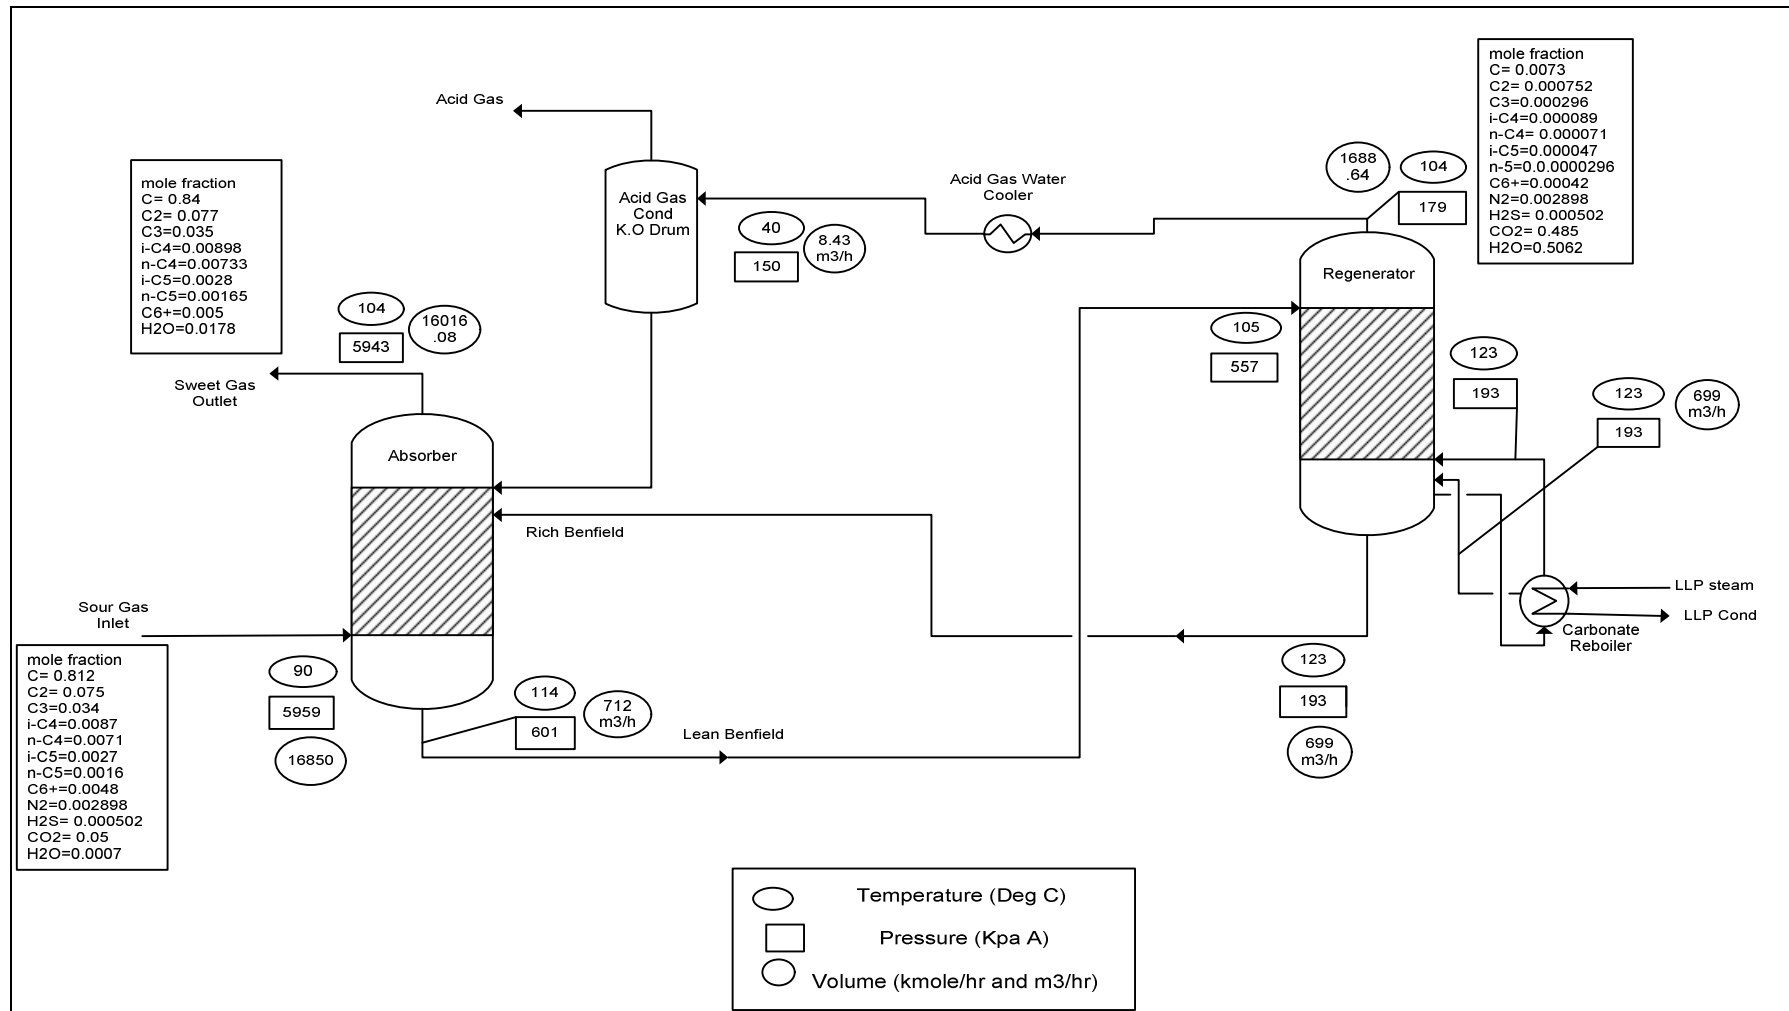 mole fraction
C= 0.0073
C2= 0.000752
C3=0.000296
i-C4=0.000089
n-C4= 0.000071
i-C5=0.000047
n-5=0.0.0000296
C6+=0.00042
N2=0.002898
H2S= 0.000502
CO2= 0.485
H2O=0.5062
Acid Gas
1688
.64
104
179
Acid Gas Water
Cooler
Acid Gas
Cond
K.O Drum
40
150
8.43
m3/h
mole fraction
C= 0.84
C2= 0.077
C3=0.035
i-C4=0.00898
n-C4=0.00733
i-C5=0.0028
n-C5=0.00165
C6+=0.005
H2O=0.0178
Regenerator
104
5943
16016
.08
105
557
123
193
123
193
699
m3/h
Sweet Gas
Outlet
Absorber
Rich Benfield
LLP steam
LLP Cond
Carbonate
Reboiler
Sour Gas
Inlet
mole fraction
C= 0.812
C2= 0.075
C3=0.034
i-C4=0.0087
n-C4=0.0071
i-C5=0.0027
n-C5=0.0016
C6+=0.0048
N2=0.002898
H2S= 0.000502
CO2= 0.05
H2O=0.0007
90
5959
16850
114
601
712
m3/h
Lean Benfield
123
193
699
m3/h
Temperature (Deg C)
Pressure (Kpa A)
Volume (kmole/hr and m3/hr)